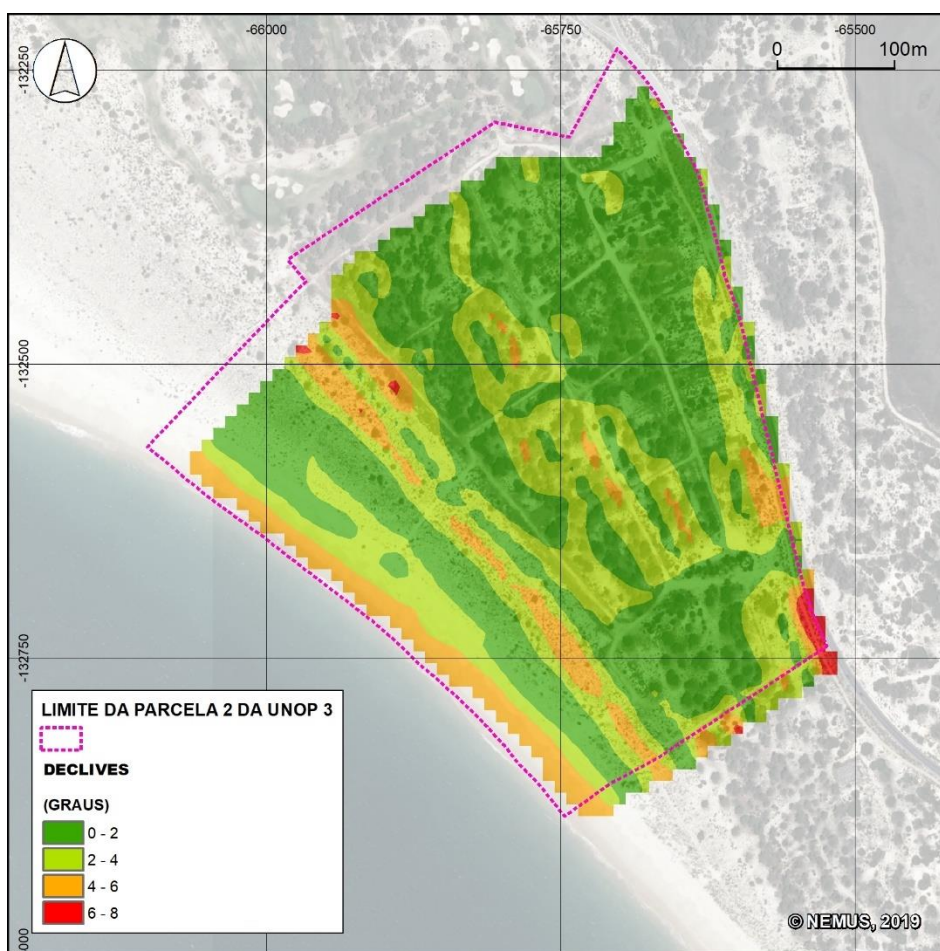 -66000
-65750
-65500
0 100m
-132250
-132500
-132750
000
LIMITE DA PARCELA 2 DA UNOP 3
DECLIVES
(GRAUS)
0 - 2
2 - 4
4 - 6
6 - 8
© NEMUS, 2019